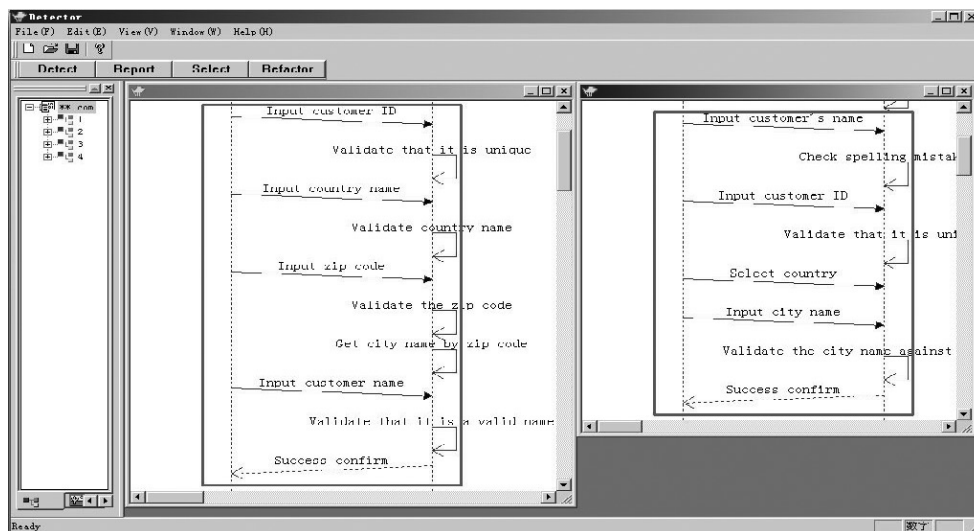 Detector
File(F) Edit(E) View(V) Window(W) Help(H)
Detect Report Select Refactor
com
1
2
3
4
Input customer ID
Validate that it is unique
Input country name
Validate country name
Input zip code
Validate the zip code
Get city name by zip code
Input customer name
Validate that it is a valid name
Success confirm
Input customer's name
Check spelling mistak
Input customer ID
Validate that it is uni
Select country
Input city name
Validate the city name against
Success confirm
Ready
数字